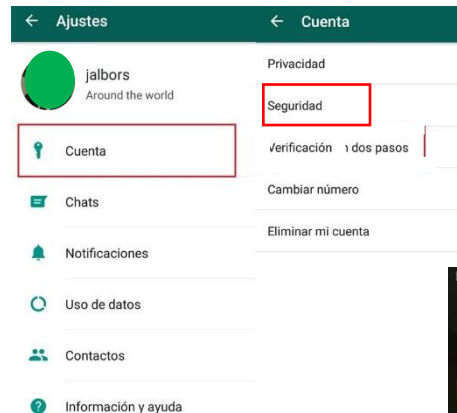 Ajustes
jalbors
Around the world
Cuenta
Chats
Notificaciones
Uso de datos
Contactos
Información y ayuda
Cuenta
Privacidad
Seguridad
Verificación dos pasos
Cambiar número
Eliminar mi cuenta